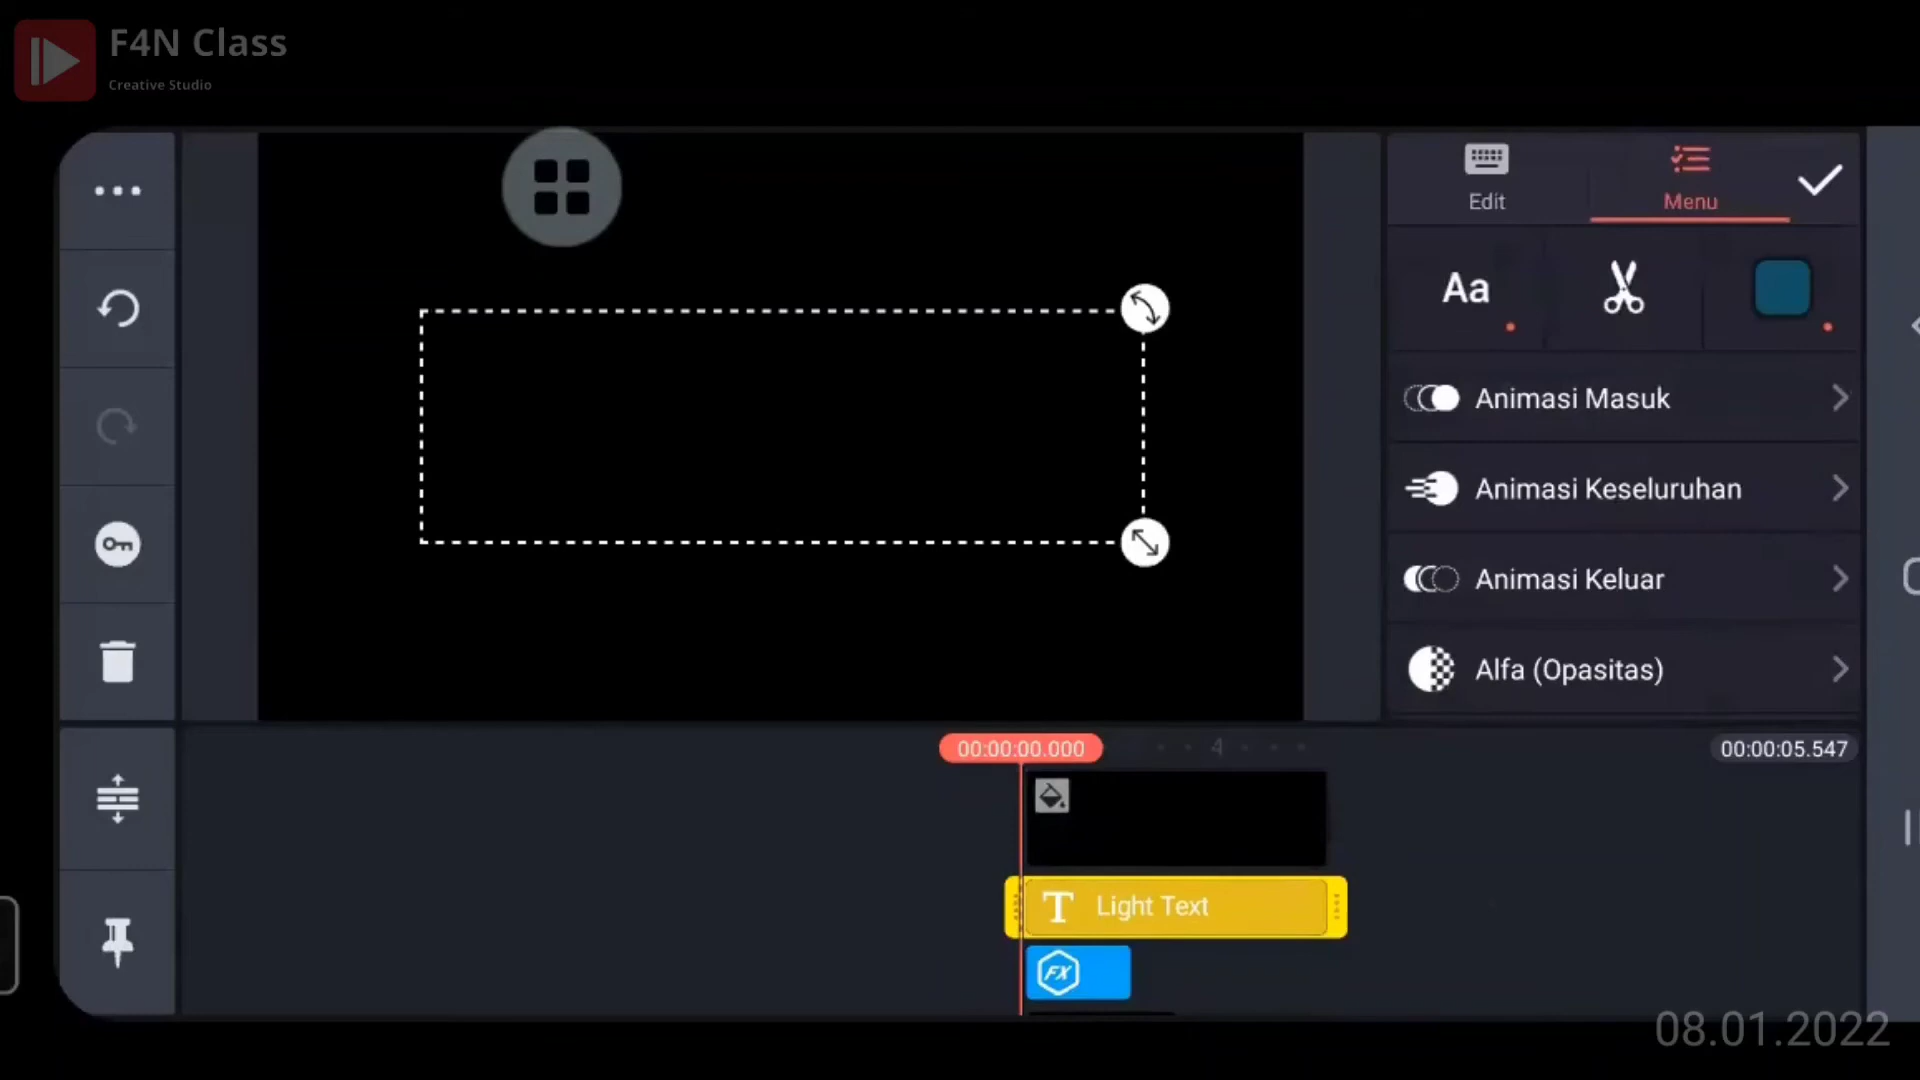 F4N Class
Creative Studio
Edit
Menu
Aa
Animasi Masuk
Animasi Keseluruhan
Animasi Keluar
Alfa (Opasitas)
00:00:00.000
4
00:00:05.547
T Light Text
FX
08.01.2022